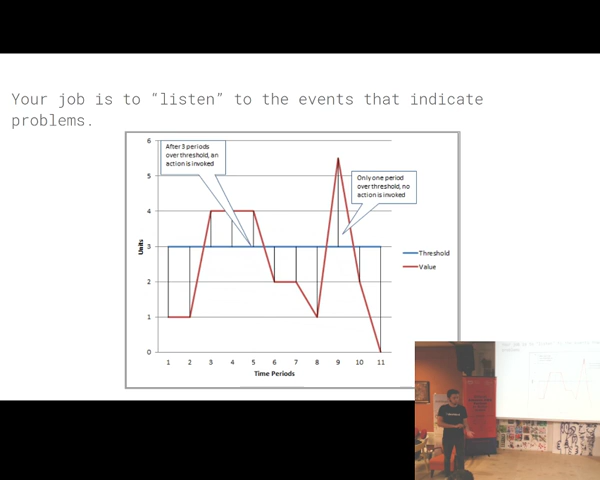 Your job is to “listen” to the events that indicate
problems.
6
After 3 periods
over threshold, an
action is invoked
5
Only one period
over threshold, no
action is invoked
4
Units
3
Threshold
Value
2
1
0
1 2 3 4 5 6 7 8 9 10 11
Time Periods